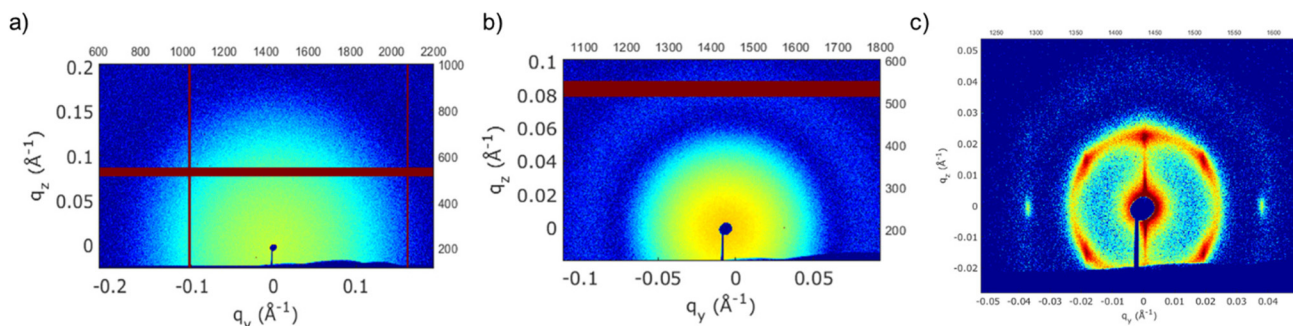 a)
600 800 1000 1200 1400 1600 1800 2000 2200
0.2
0.15
0.1
0.05
0
q_z (Å⁻¹)
1000
800
600
400
200
-0.2 -0.1 0 0.1
q_y (Å⁻¹)
b)
1100 1200 1300 1400 1500 1600 1700 1800
0.1
0.08
0.06
0.04
0.02
0
q_z (Å⁻¹)
600
500
400
300
200
-0.1 -0.05 0 0.05
q_y (Å⁻¹)
c)
1250 1300 1350 1400 1450 1500 1550 1600
0.05
0.04
0.03
0.02
0.01
0
-0.01
-0.02
q_z (Å⁻¹)
-0.05 -0.04 -0.03 -0.02 -0.01 0 0.01 0.02 0.03 0.04
q_y (Å⁻¹)